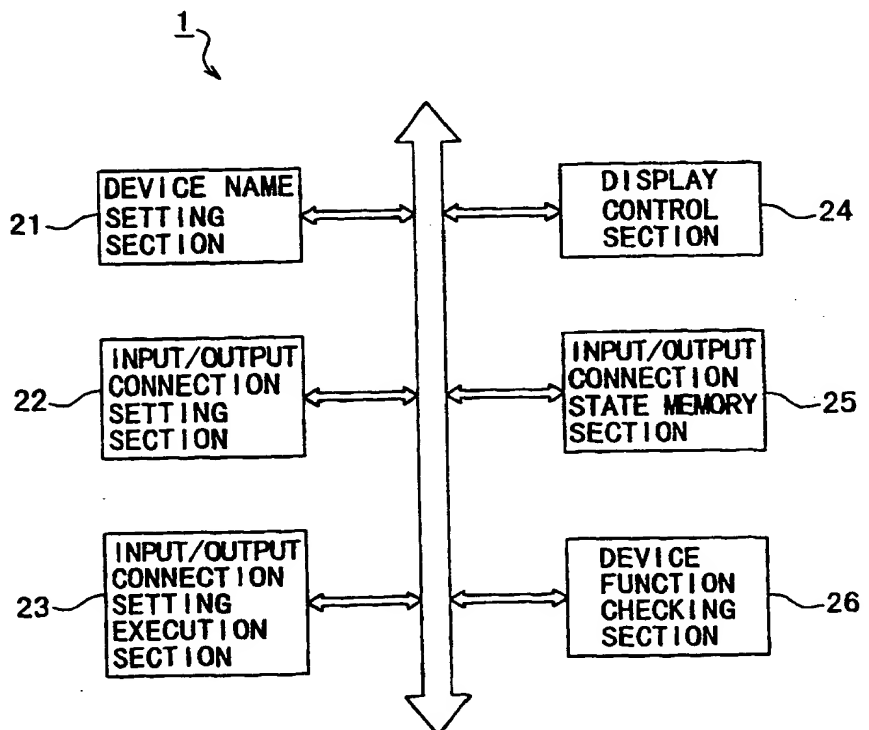 1
DEVICE NAME
SETTING
SECTION
21
DISPLAY
CONTROL
SECTION
24
INPUT/OUTPUT
CONNECTION
SETTING
SECTION
22
INPUT/OUTPUT
CONNECTION
STATE MEMORY
SECTION
25
INPUT/OUTPUT
CONNECTION
SETTING
EXECUTION
SECTION
23
DEVICE
FUNCTION
CHECKING
SECTION
26